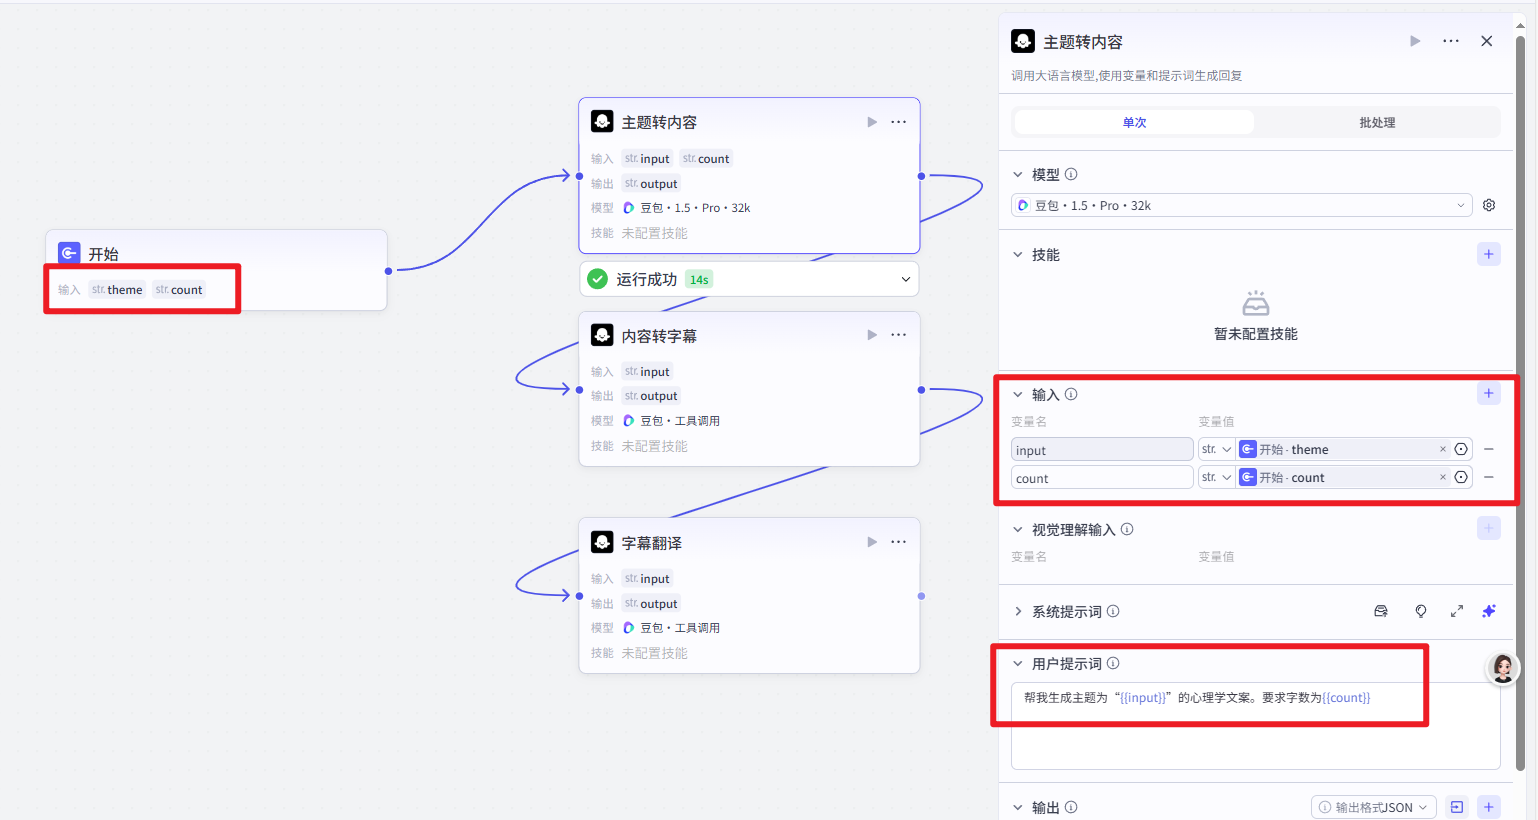 开始
输入 str. theme str. count
主题转内容
输入 str. input str. count
输出 str. output
模型 豆包・1.5・Pro・32k
技能 未配置技能
运行成功 14s
内容转字幕
输入 str. input
输出 str. output
模型 豆包・工具调用
技能 未配置技能
字幕翻译
输入 str. input
输出 str. output
模型 豆包・工具调用
技能 未配置技能
主题转内容
调用大语言模型,使用变量和提示词生成回复
单次 批处理
模型
豆包・1.5・Pro・32k
技能
暂未配置技能
输入
变量名 变量值
input str. 开始 - theme
count str. 开始 - count
视觉理解输入
变量名 变量值
系统提示词
用户提示词
帮我生成主题为“{{input}}”的心理学文案。要求字数为{{count}}
输出 输出格式JSON